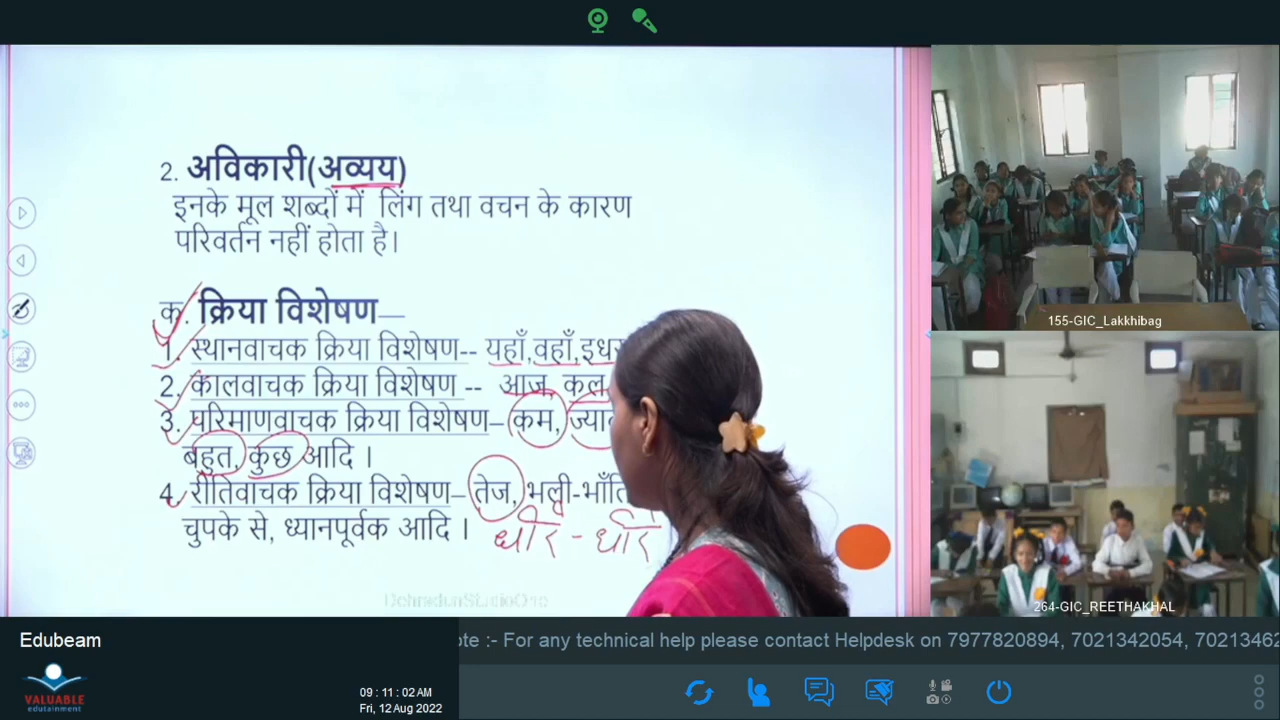 2. अविकारी(अव्यय)
इनके मूल शब्दों में लिंग तथा वचन के कारण
परिवर्तन नहीं होता है।
क. क्रिया विशेषण—
1. स्थानवाचक क्रिया विशेषण-- यहाँ,वहाँ,
2. कालवाचक क्रिया विशेषण -- आज, कल
3. परिमाणवाचक क्रिया विशेषण– कम,
बहुत, कुछ आदि ।
4. रीतिवाचक क्रिया विशेषण– तेज,
चुपके से, ध्यानपूर्वक आदि ।
DehradunStudioOne
155-GIC_Lakkhibag
264-GIC_REETHAKHAL
Edubeam
ote :- For any technical help please contact Helpdesk on 7977820894, 7021342054, 70213462
VALUABLE
edutainment
09 : 11 : 02 AM
Fri, 12 Aug 2022